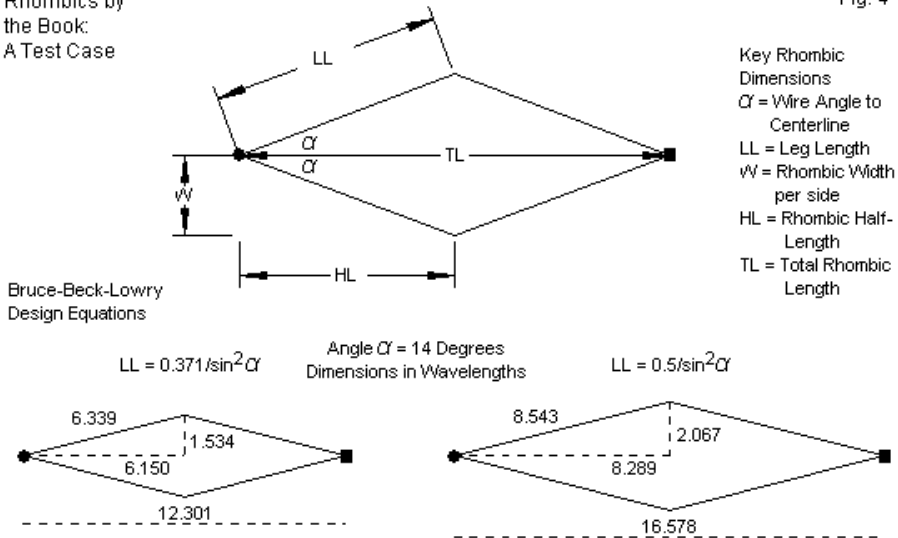 Rhombics by
the Book:
A Test Case
Fig. 4
LL
α
α
TL
W
HL
Key Rhombic
Dimensions
α = Wire Angle to
Centerline
LL = Leg Length
W = Rhombic Width
per side
HL = Rhombic Half-
Length
TL = Total Rhombic
Length
Bruce-Beck-Lowry
Design Equations
LL = 0.371/sin²α
Angle α = 14 Degrees
Dimensions in Wavelengths
LL = 0.5/sin²α
6.339
1.534
6.150
12.301
8.543
2.067
8.289
16.578